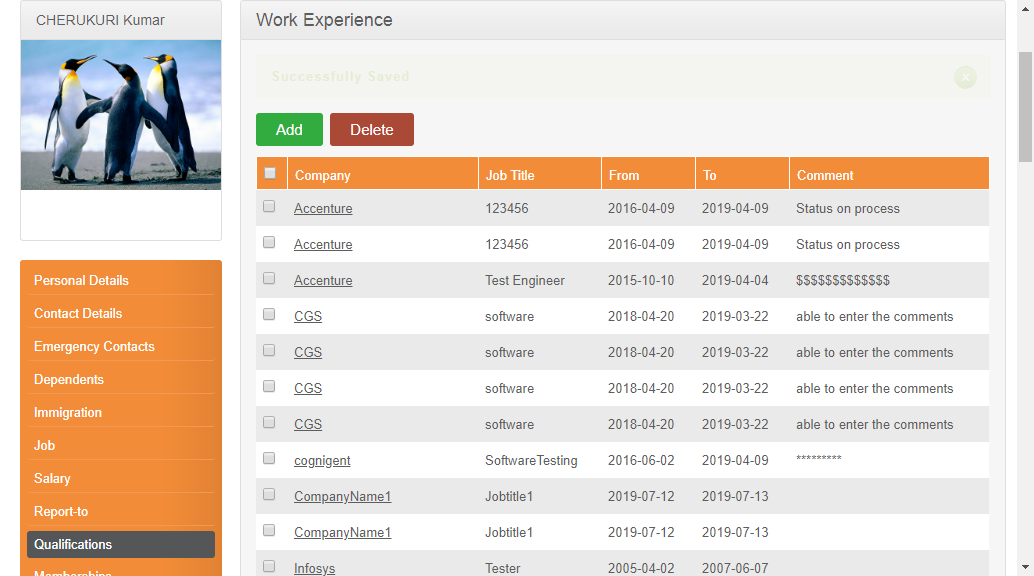 CHERUKURI Kumar
Personal Details
Contact Details
Emergency Contacts
Dependents
Immigration
Job
Salary
Report-to
Qualifications
Memberships
Work Experience
Successfully Saved
Add Delete
Company Job Title From To Comment
Accenture 123456 2016-04-09 2019-04-09 Status on process
Accenture 123456 2016-04-09 2019-04-09 Status on process
Accenture Test Engineer 2015-10-10 2019-04-04 $$$$$$$$$$$$$
CGS software 2018-04-20 2019-03-22 able to enter the comments
CGS software 2018-04-20 2019-03-22 able to enter the comments
CGS software 2018-04-20 2019-03-22 able to enter the comments
CGS software 2018-04-20 2019-03-22 able to enter the comments
cognigent SoftwareTesting 2016-06-02 2019-04-09 *********
CompanyName1 Jobtitle1 2019-07-12 2019-07-13
CompanyName1 Jobtitle1 2019-07-12 2019-07-13
Infosys Tester 2005-04-02 2007-06-07